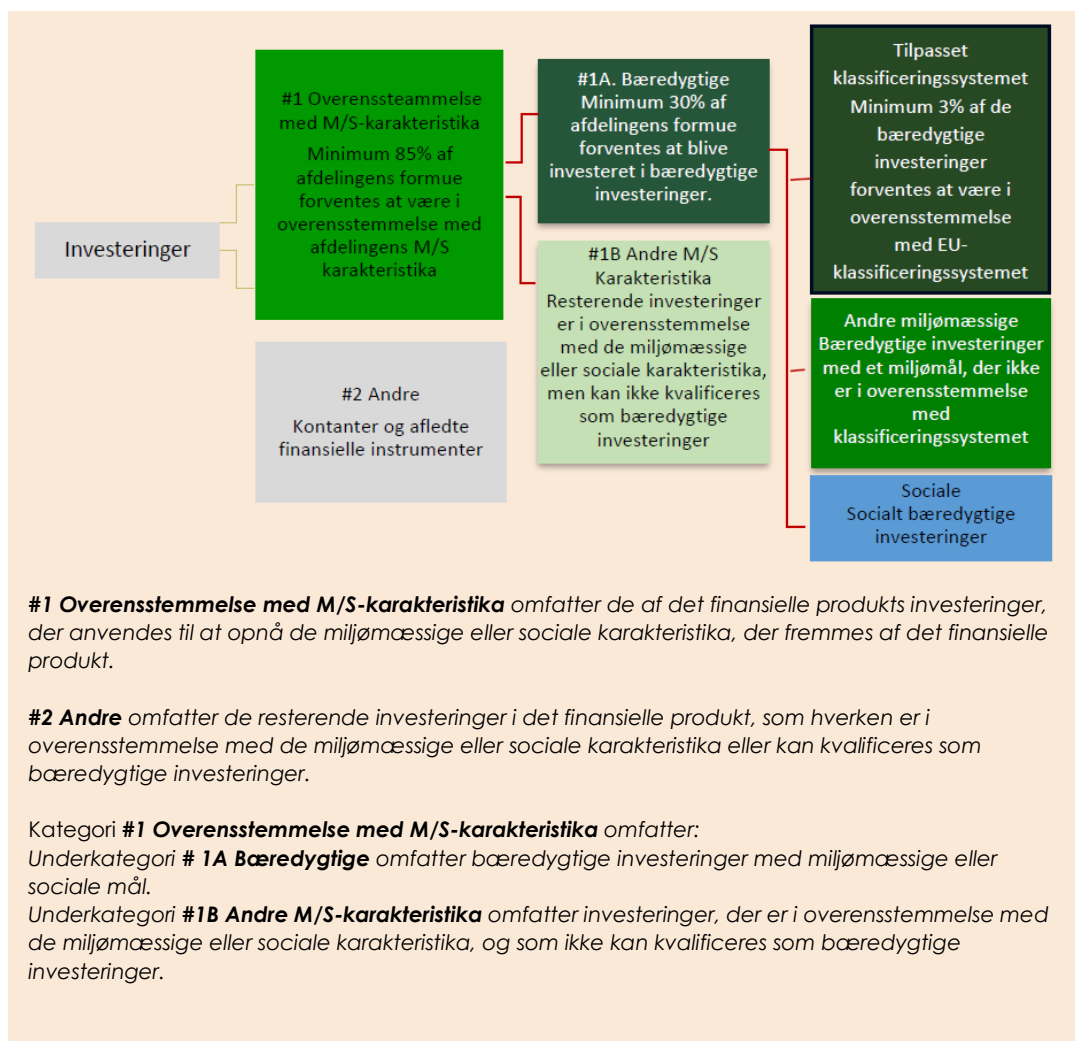 Investeringer
#1 Overenssteammelse
med M/S-karakteristika
Minimum 85% af
afdelingens formue
forventes at være i
overensstemmelse med
afdelingens M/S
karakteristika
#2 Andre
Kontanter og afledte
finansielle instrumenter
#1A. Bæredygtige
Minimum 30% af
afdelingens formue
forventes at blive
investeret i bæredygtige
investeringer.
#1B Andre M/S
Karakteristika
Resterende investeringer
er i overensstemmelse
med de miljømæssige
eller sociale karakteristika,
men kan ikke kvalificeres
som bæredygtige
investeringer
Tilpasset
klassificeringssystemet
Minimum 3% af de
bæredygtige
investeringer
forventes at være i
overensstemmelse
med EU-
klassificeringssystemet
Andre miljømæssige
Bæredygtige investeringer
med et miljømål, der ikke
er i overensstemmelse
med
klassificeringssystemet
Sociale
Socialt bæredygtige
investeringer
#1 Overensstemmelse med M/S-karakteristika omfatter de af det finansielle produkts investeringer,
der anvendes til at opnå de miljømæssige eller sociale karakteristika, der fremmes af det finansielle
produkt.
#2 Andre omfatter de resterende investeringer i det finansielle produkt, som hverken er i
overensstemmelse med de miljømæssige eller sociale karakteristika eller kan kvalificeres som
bæredygtige investeringer.
Kategori #1 Overensstemmelse med M/S-karakteristika omfatter:
Underkategori # 1A Bæredygtige omfatter bæredygtige investeringer med miljømæssige eller
sociale mål.
Underkategori #1B Andre M/S-karakteristika omfatter investeringer, der er i overensstemmelse med
de miljømæssige eller sociale karakteristika, og som ikke kan kvalificeres som bæredygtige
investeringer.